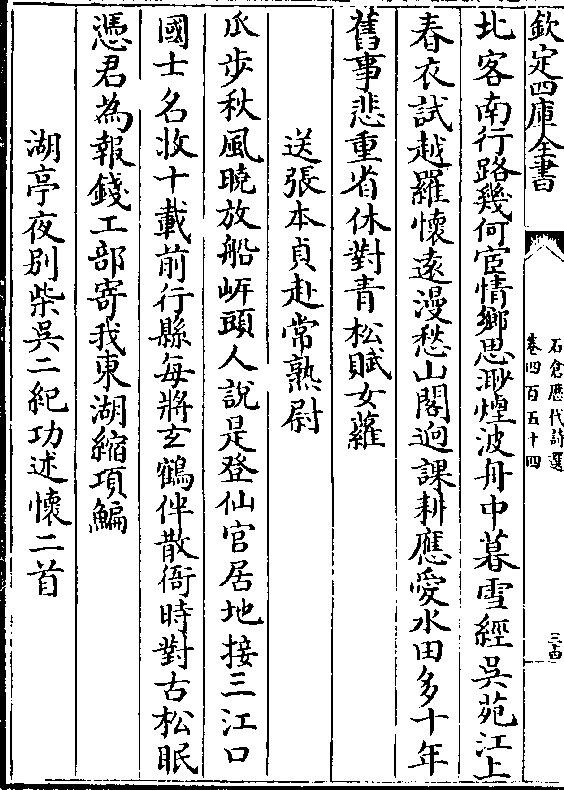 欽定四庫全書
石倉歷代詩選
卷四百五十四
三四
北客南行路幾何宦情鄉思渺煙波舟中暮雪經吳苑江上
春衣試越羅懷遠漫愁山閣迥課耕應愛水田多十年
舊事悲重省休對青松賦女蘿
送張本貞赴常熟尉
瓜步秋風曉放船岍頭人說是登仙官居地接三江口
國士名收十載前行縣每將玄鶴伴散衙時對古松眠
憑君為報錢工部寄我東湖縮項鯿
湖亭夜別柴吳二紀功述懷二首